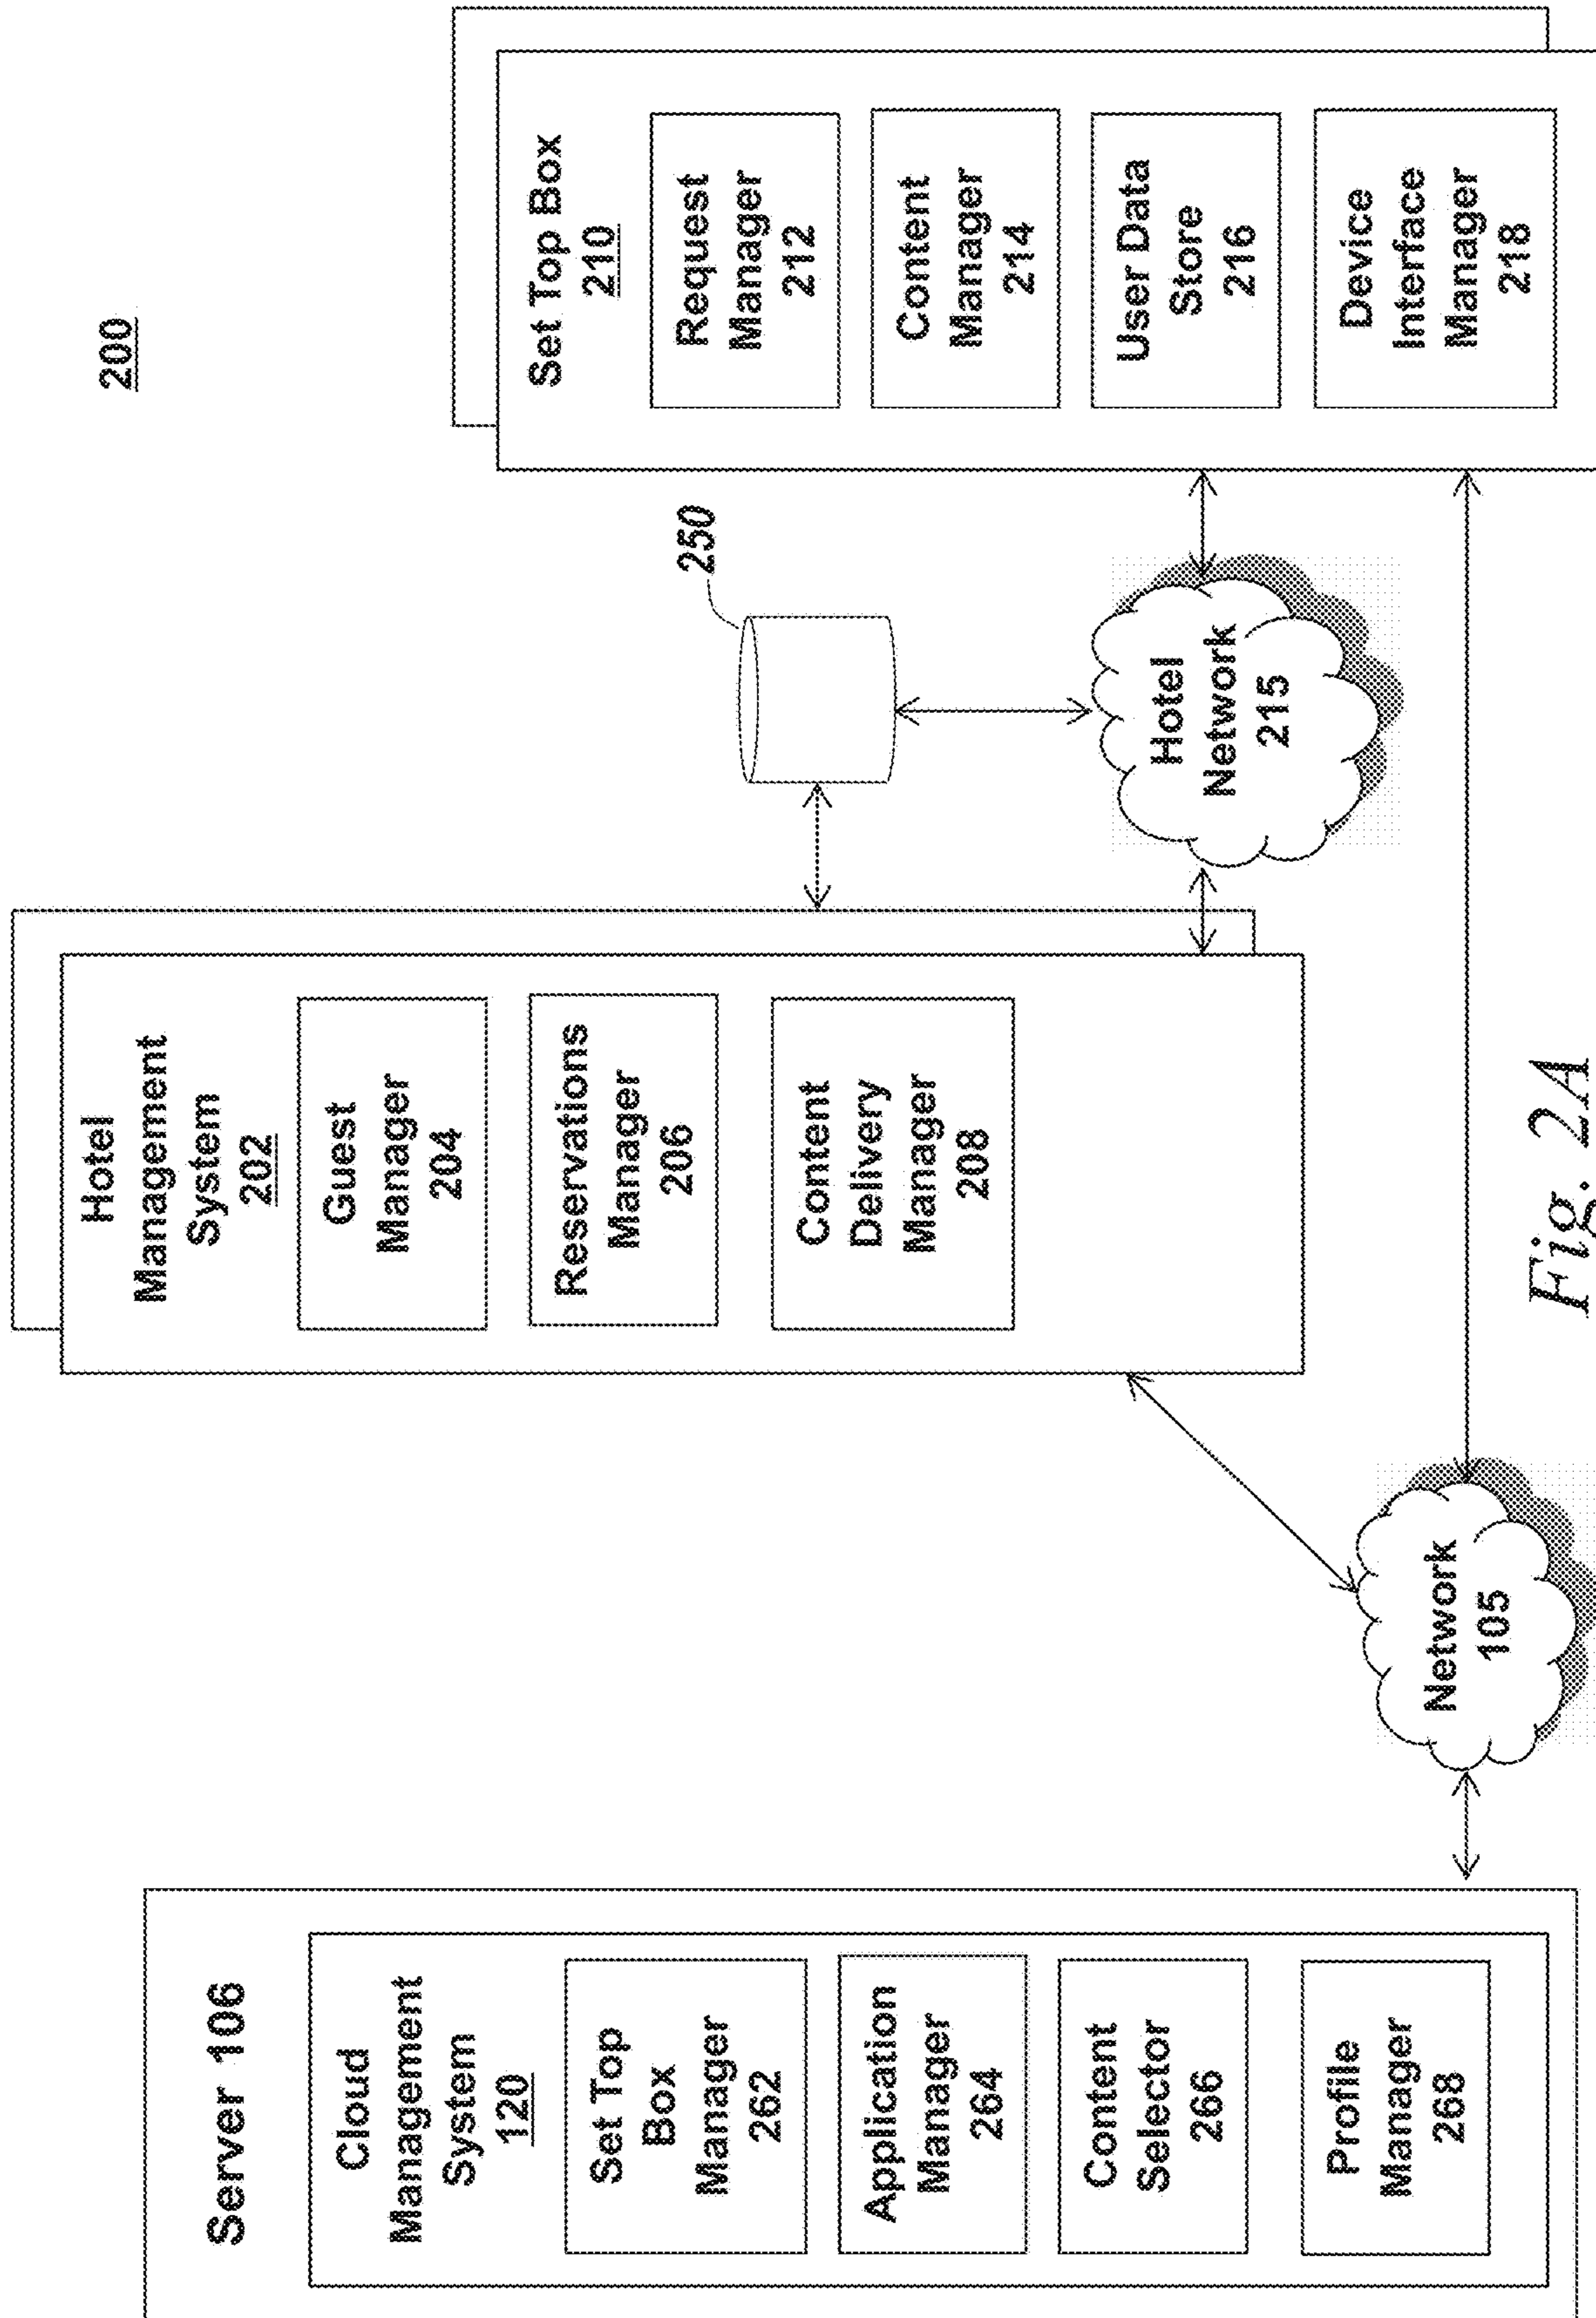 200
Server 106
Cloud
Management
System
120
Set Top
Box
Manager
262
Application
Manager
264
Content
Selector
266
Profile
Manager
268
Network
105
Hotel
Management
System
202
Guest
Manager
204
Reservations
Manager
206
Content
Delivery
Manager
208
250
Hotel
Network
215
Set Top Box
210
Request
Manager
212
Content
Manager
214
User Data
Store
216
Device
Interface
Manager
218
Fig. 2A